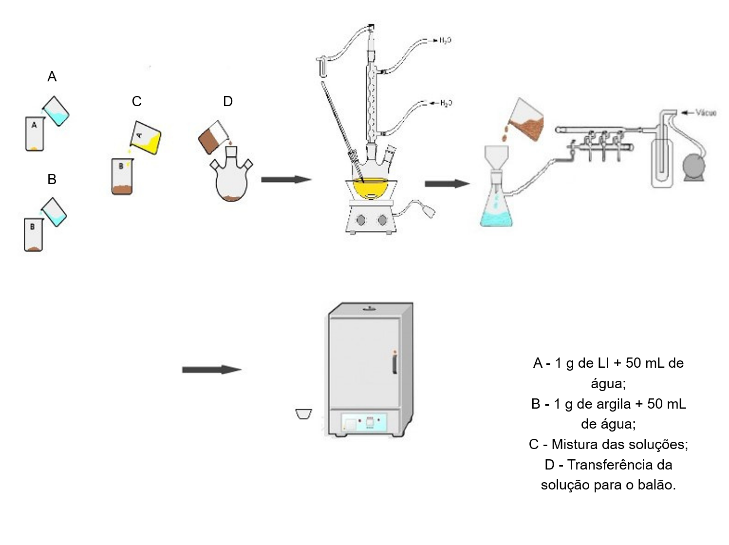 A
C
D
B
A
A
B
B
B
H₂O
H₂O
Vácuo
A - 1 g de LI + 50 mL de
água;
B - 1 g de argila + 50 mL
de água;
C - Mistura das soluções;
D - Transferência da
solução para o balão.